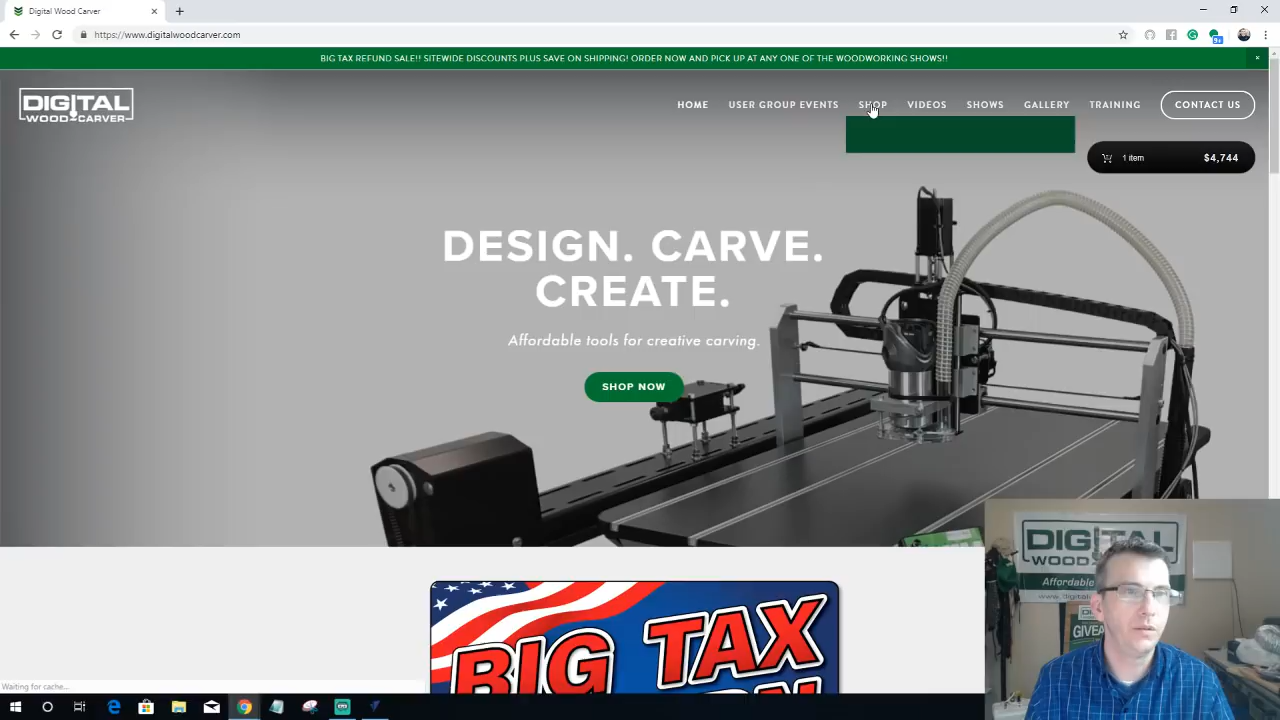 Digital Wood Carver
https://www.digitalwoodcarver.com
BIG TAX REFUND SALE!! SITEWIDE DISCOUNTS PLUS SAVE ON SHIPPING! ORDER NOW AND PICK UP AT ANY ONE OF THE WOODWORKING SHOWS!!
DIGITAL
WOOD CARVER
HOME USER GROUP EVENTS SHOP VIDEOS SHOWS GALLERY TRAINING CONTACT US
1 item $4,744
DESIGN. CARVE.
CREATE.
Affordable tools for creative carving.
SHOP NOW
BIG TAX
DIGITAL
WOOD
Affordable
GIVEA
Waiting for cache...